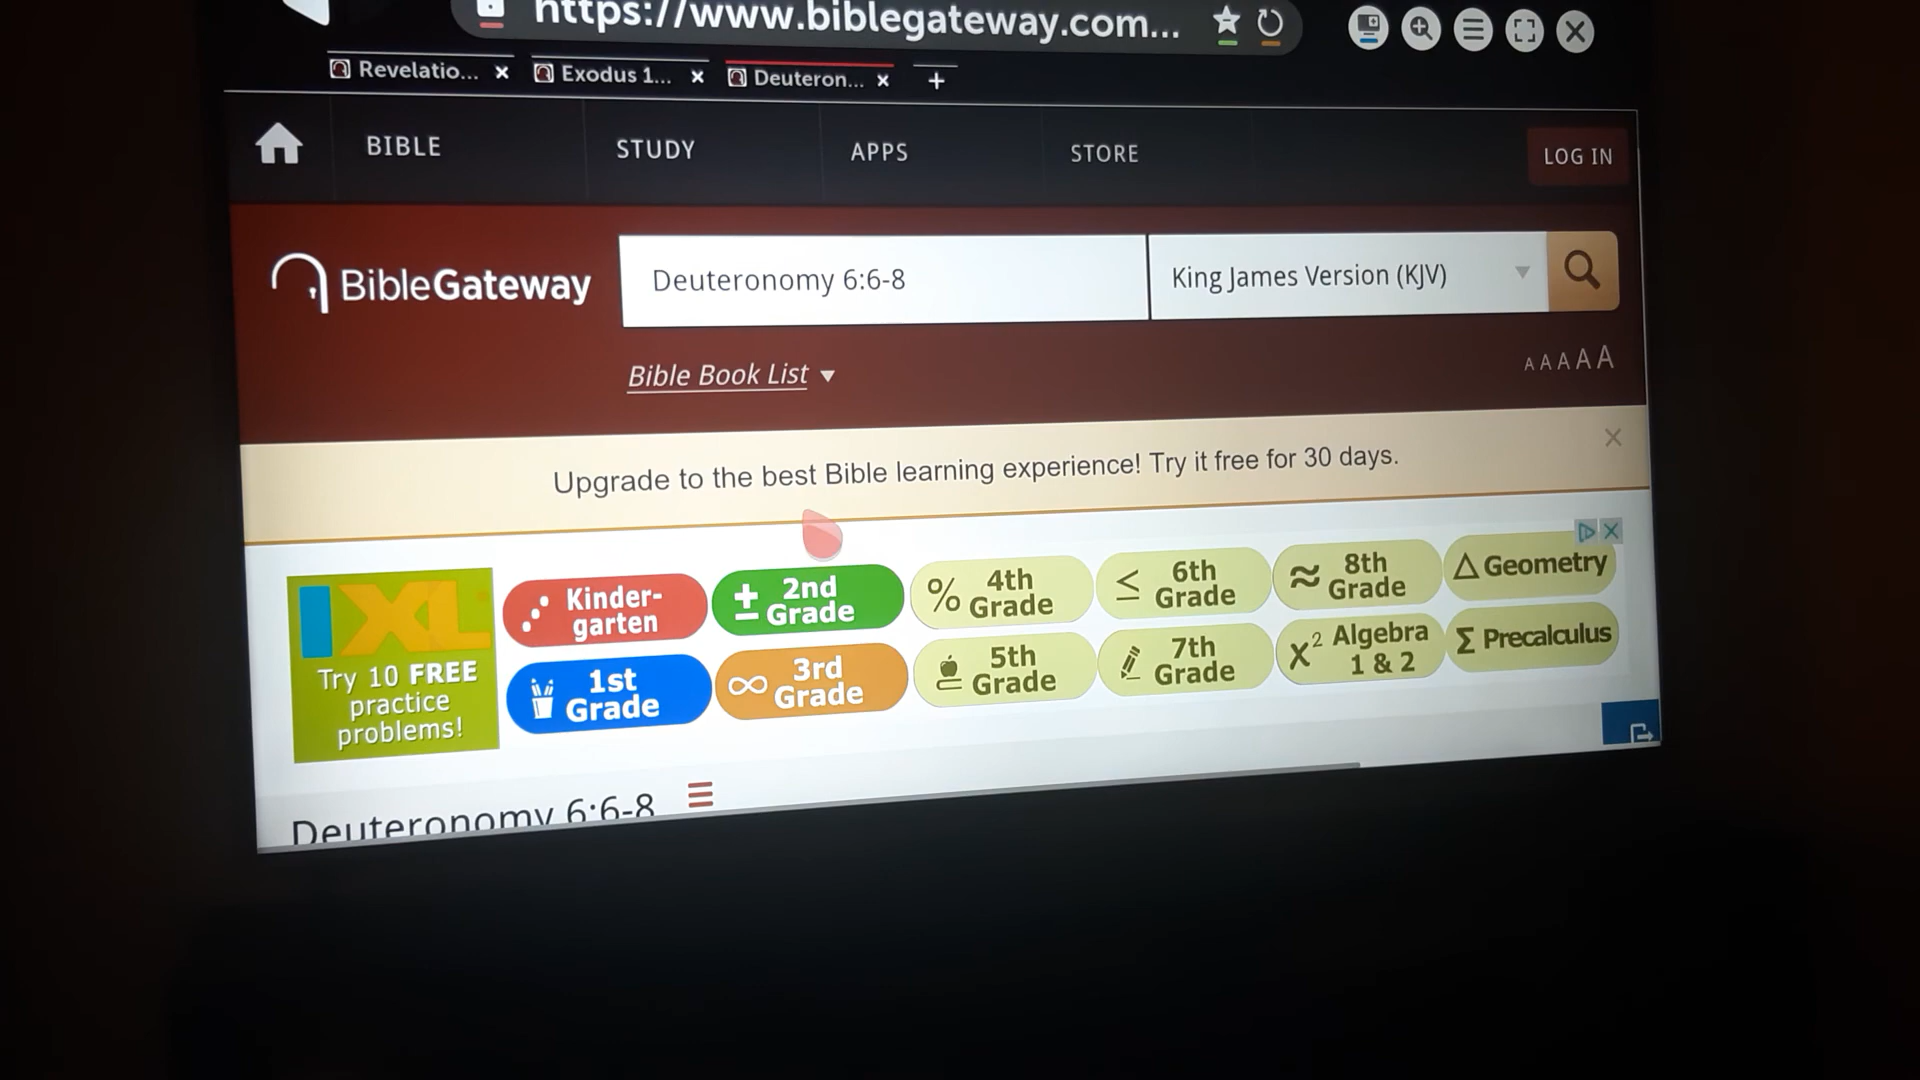 https://www.biblegateway.com...
Revelatio... Exodus 1... Deuteron...
BIBLE STUDY APPS STORE LOG IN
BibleGateway Deuteronomy 6:6-8 King James Version (KJV)
Bible Book List
A A A A A
Upgrade to the best Bible learning experience! Try it free for 30 days.
IXL
Try 10 FREE
practice
problems!
Kinder-
garten
1st
Grade
2nd
Grade
3rd
Grade
4th
Grade
5th
Grade
6th
Grade
7th
Grade
8th
Grade
Algebra
1 & 2
Geometry
Precalculus
Deuteronomy 6:6-8